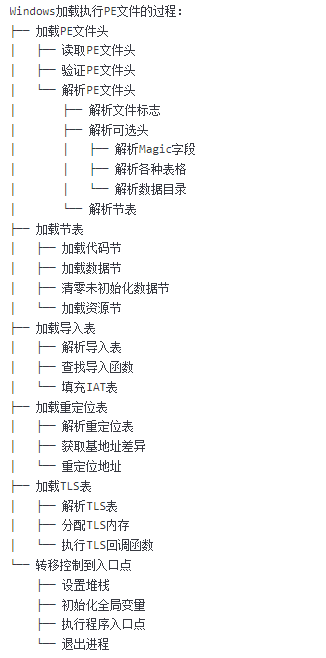 Windows加载执行PE文件的过程:
├── 加载PE文件头
│   ├── 读取PE文件头
│   ├── 验证PE文件头
│   └── 解析PE文件头
│       ├── 解析文件标志
│       ├── 解析可选头
│       │   ├── 解析Magic字段
│       │   ├── 解析各种表格
│       │   └── 解析数据目录
│       └── 解析节表
├── 加载节表
│   ├── 加载代码节
│   ├── 加载数据节
│   ├── 清零未初始化数据节
│   └── 加载资源节
├── 加载导入表
│   ├── 解析导入表
│   ├── 查找导入函数
│   └── 填充IAT表
├── 加载重定位表
│   ├── 解析重定位表
│   ├── 获取基地址差异
│   └── 重定位地址
├── 加载TLS表
│   ├── 解析TLS表
│   ├── 分配TLS内存
│   └── 执行TLS回调函数
└── 转移控制到入口点
    ├── 设置堆栈
    ├── 初始化全局变量
    ├── 执行程序入口点
    └── 退出进程